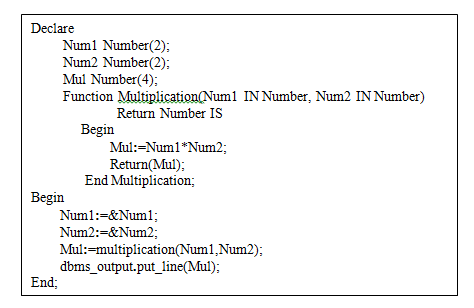 Declare
Num1 Number(2);
Num2 Number(2);
Mul Number(4);
Function Multiplication(Num1 IN Number, Num2 IN Number)
Return Number IS
Begin
Mul:=Num1*Num2;
Return(Mul);
End Multiplication;
Begin
Num1:=&Num1;
Num2:=&Num2;
Mul:=multiplication(Num1,Num2);
dbms_output.put_line(Mul);
End;